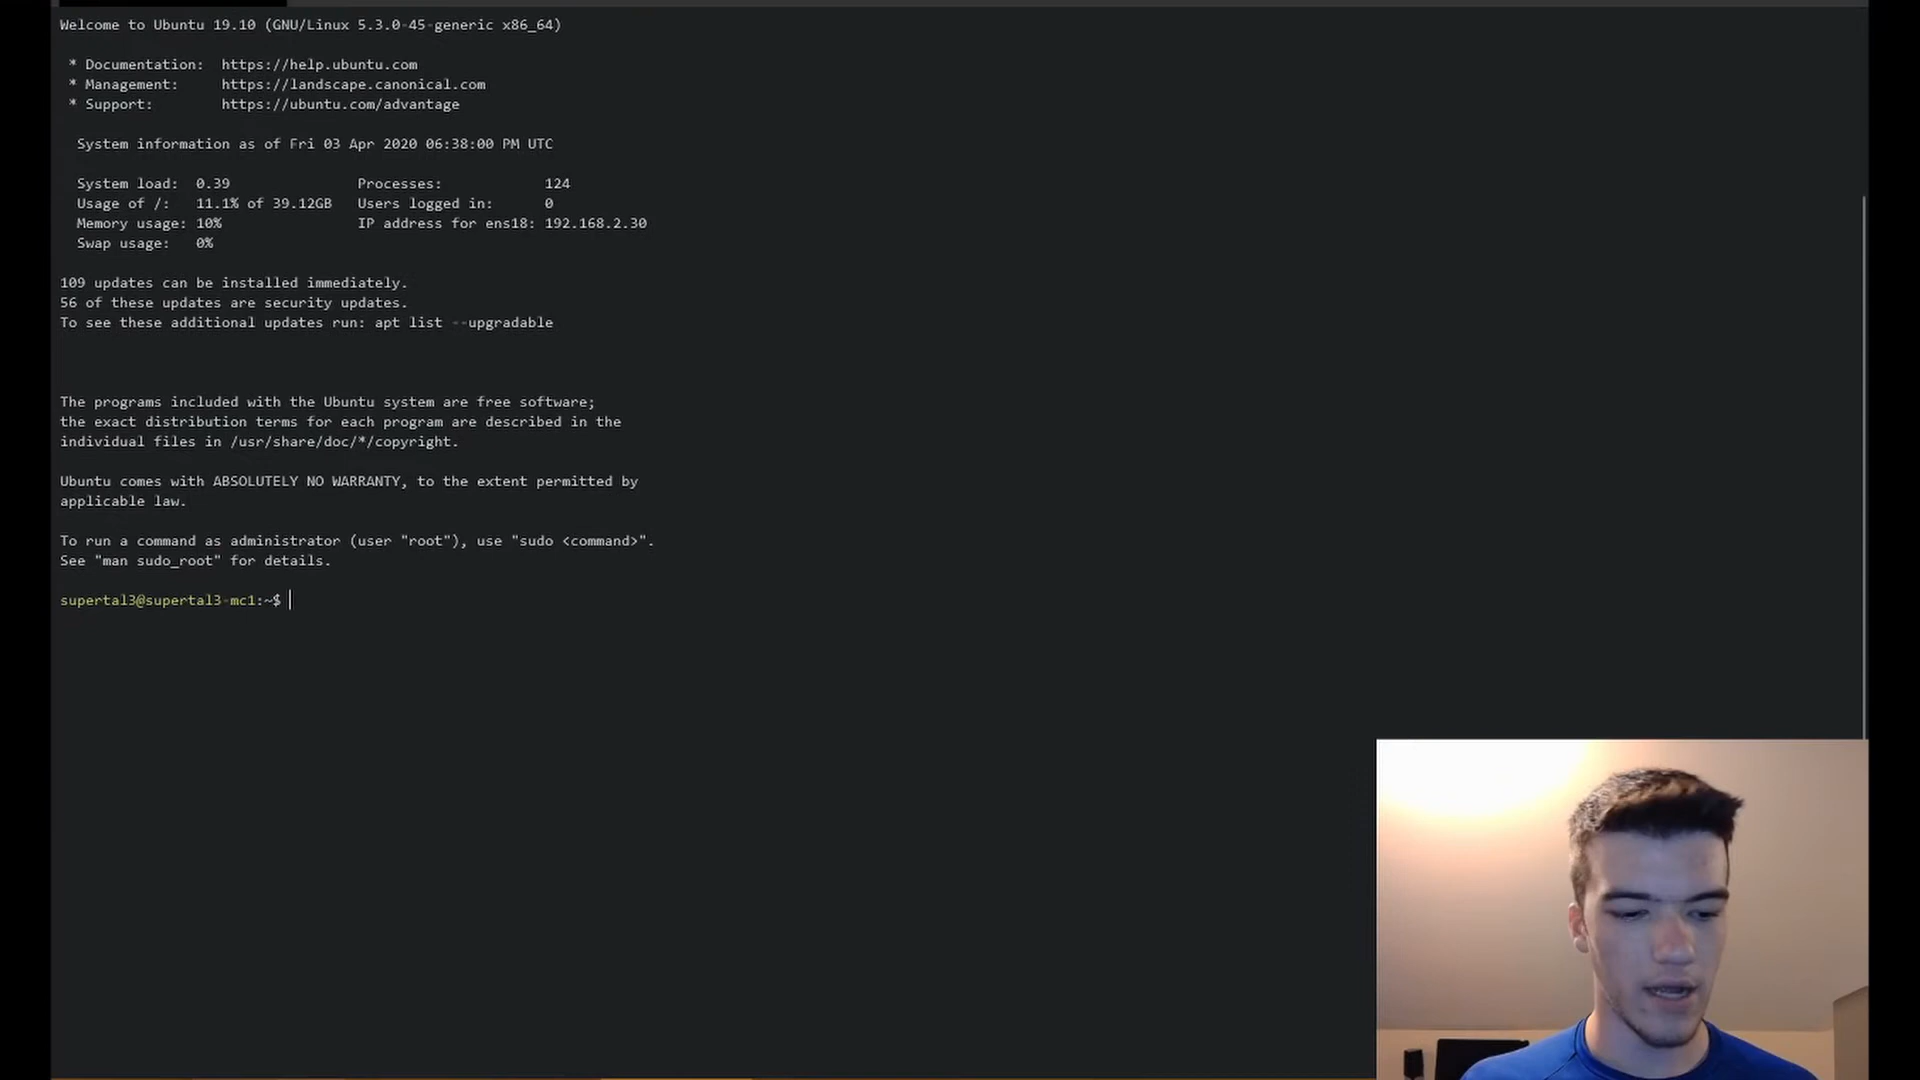 Welcome to Ubuntu 19.10 (GNU/Linux 5.3.0-45-generic x86_64)
* Documentation:  https://help.ubuntu.com
* Management:     https://landscape.canonical.com
* Support:        https://ubuntu.com/advantage
System information as of Fri 03 Apr 2020 06:38:00 PM UTC
System load:  0.39               Processes:            124
Usage of /:   11.1% of 39.12GB   Users logged in:      0
Memory usage: 10%                IP address for ens18: 192.168.2.30
Swap usage:   0%
109 updates can be installed immediately.
56 of these updates are security updates.
To see these additional updates run: apt list --upgradable
The programs included with the Ubuntu system are free software;
the exact distribution terms for each program are described in the
individual files in /usr/share/doc/*/copyright.
Ubuntu comes with ABSOLUTELY NO WARRANTY, to the extent permitted by
applicable law.
To run a command as administrator (user "root"), use "sudo <command>".
See "man sudo_root" for details.
supertal3@supertal3-mc1:~$